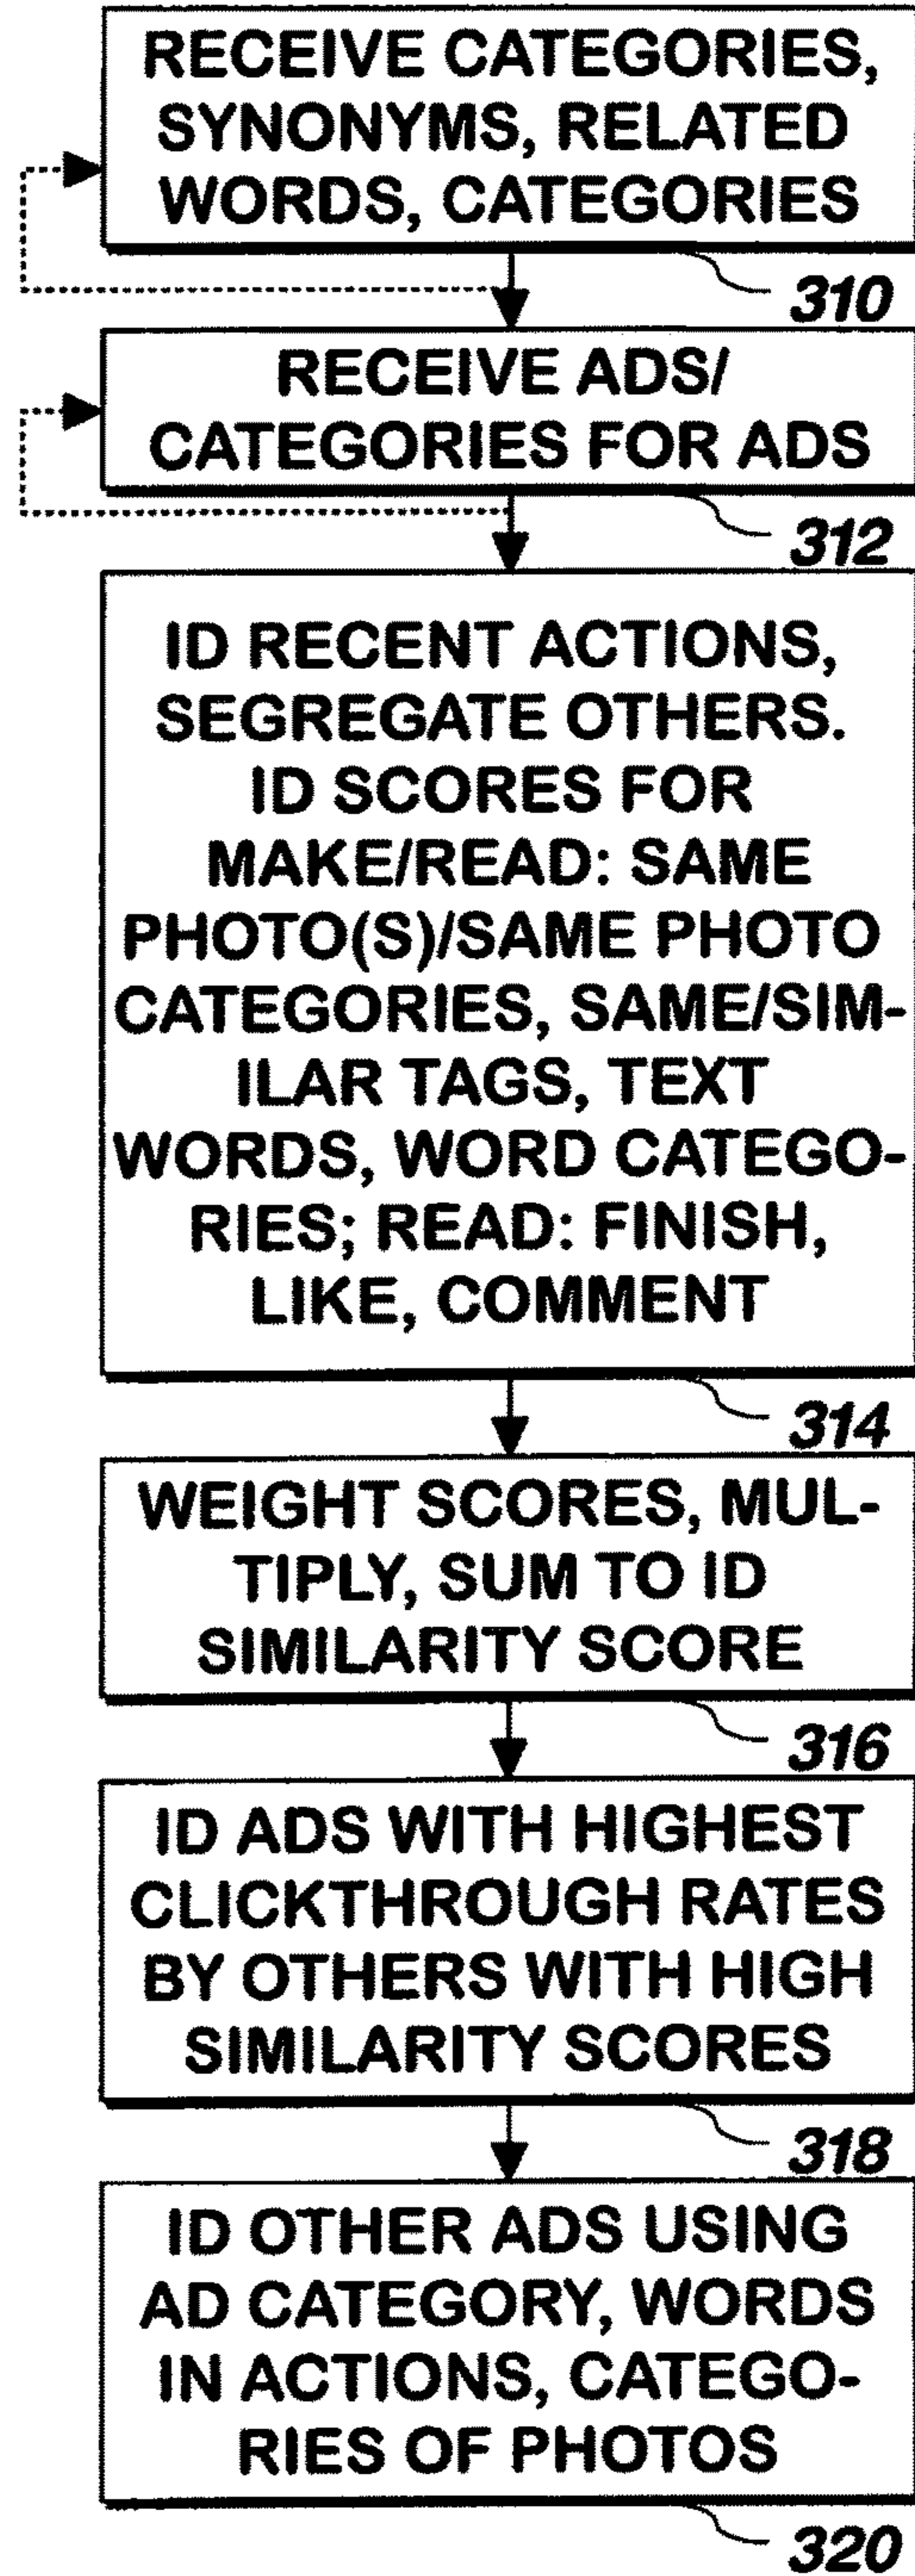 RECEIVE CATEGORIES,
SYNONYMS, RELATED
WORDS, CATEGORIES
310
RECEIVE ADS/
CATEGORIES FOR ADS
312
ID RECENT ACTIONS,
SEGREGATE OTHERS.
ID SCORES FOR
MAKE/READ: SAME
PHOTO(S)/SAME PHOTO
CATEGORIES, SAME/SIM-
ILAR TAGS, TEXT
WORDS, WORD CATEGO-
RIES; READ: FINISH,
LIKE, COMMENT
314
WEIGHT SCORES, MUL-
TIPLY, SUM TO ID
SIMILARITY SCORE
316
ID ADS WITH HIGHEST
CLICKTHROUGH RATES
BY OTHERS WITH HIGH
SIMILARITY SCORES
318
ID OTHER ADS USING
AD CATEGORY, WORDS
IN ACTIONS, CATEGO-
RIES OF PHOTOS
320